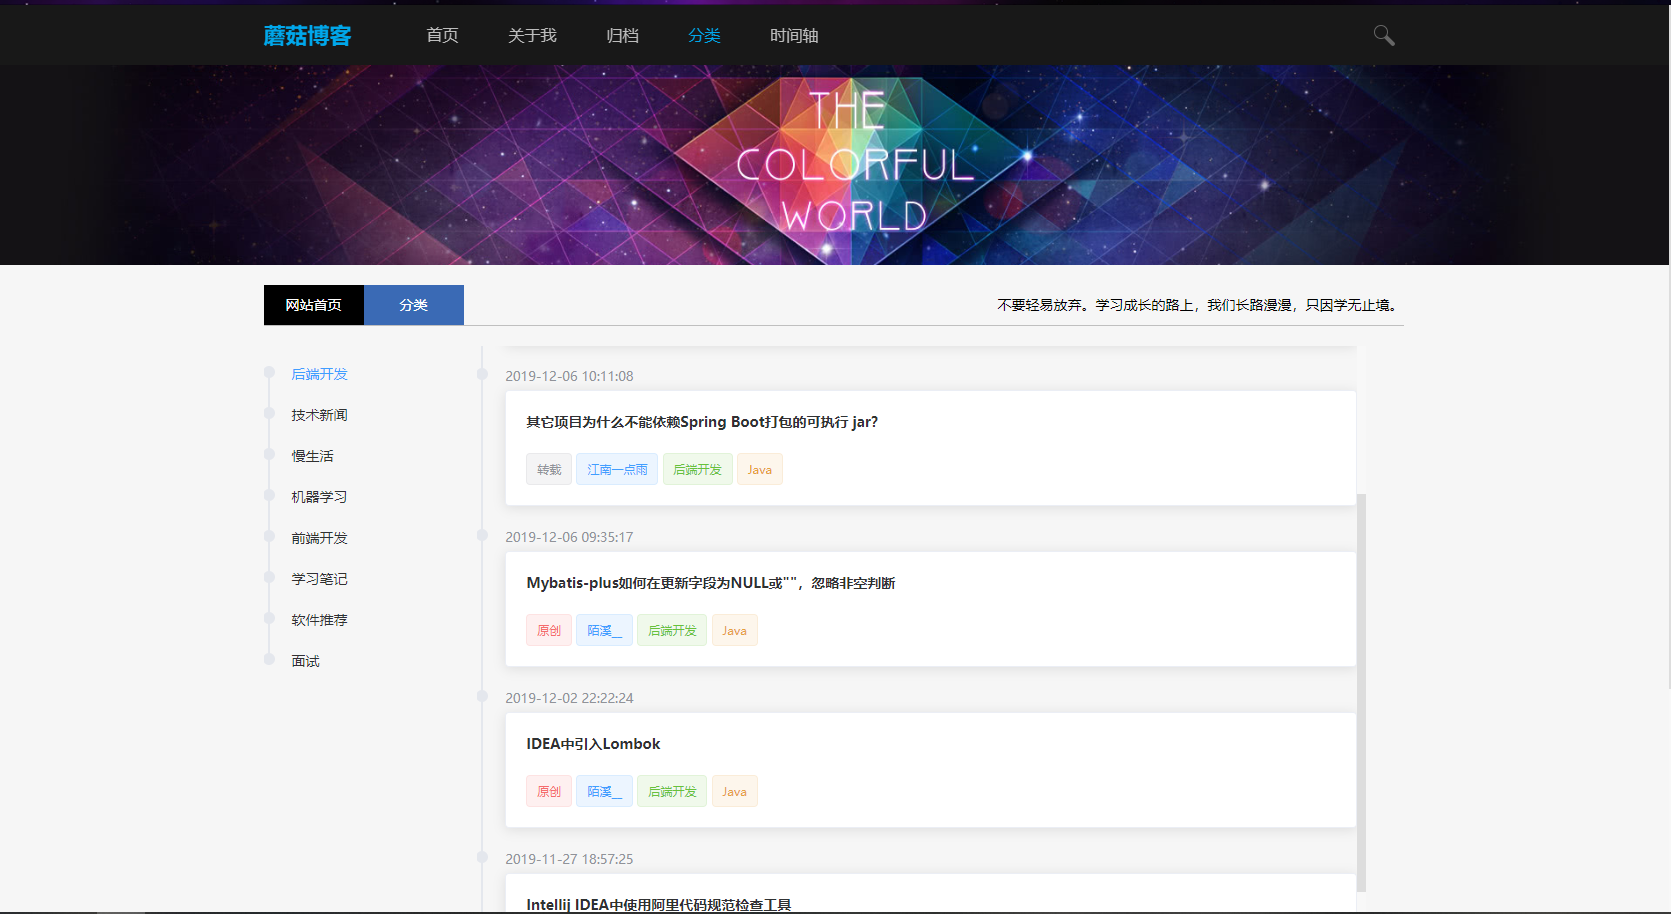 蘑菇博客 首页 关于我 归档 分类 时间轴
THE
COLORFUL
WORLD
网站首页 分类 不要轻易放弃。学习成长的路上，我们长路漫漫，只因学无止境。
后端开发
技术新闻
慢生活
机器学习
前端开发
学习笔记
软件推荐
面试
2019-12-06 10:11:08
其它项目为什么不能依赖Spring Boot打包的可执行 jar?
转载 江南一点雨 后端开发 Java
2019-12-06 09:35:17
Mybatis-plus如何在更新字段为NULL或""，忽略非空判断
原创 陌溪__ 后端开发 Java
2019-12-02 22:22:24
IDEA中引入Lombok
原创 陌溪__ 后端开发 Java
2019-11-27 18:57:25
Intellij IDEA中使用阿里代码规范检查工具